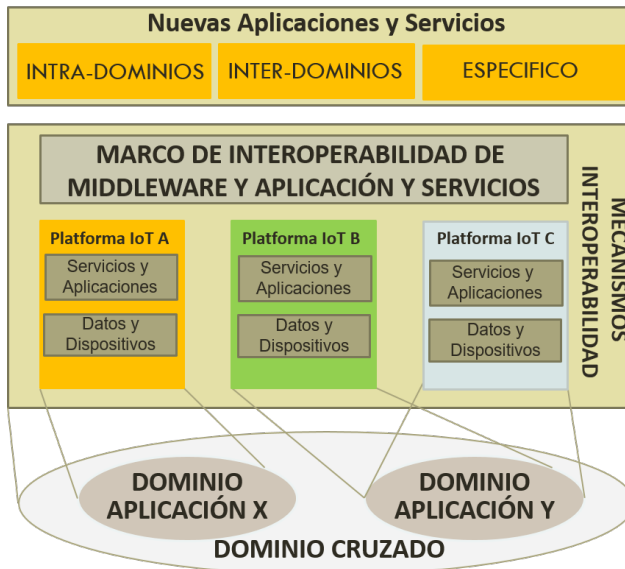 Nuevas Aplicaciones y Servicios
INTRA-DOMINIOS
INTER-DOMINIOS
ESPECIFICO
MARCO DE INTEROPERABILIDAD DE
MIDDLEWARE Y APLICACIÓN Y SERVICIOS
MECANISMOS
INTEROPERABILIDAD
Platforma IoT A
Servicios y
Aplicaciones
Datos y
Dispositivos
Platforma IoT B
Servicios y
Aplicaciones
Datos y
Dispositivos
Platforma IoT C
Servicios y
Aplicaciones
Datos y
Dispositivos
DOMINIO
APLICACIÓN X
DOMINIO
APLICACIÓN Y
DOMINIO CRUZADO